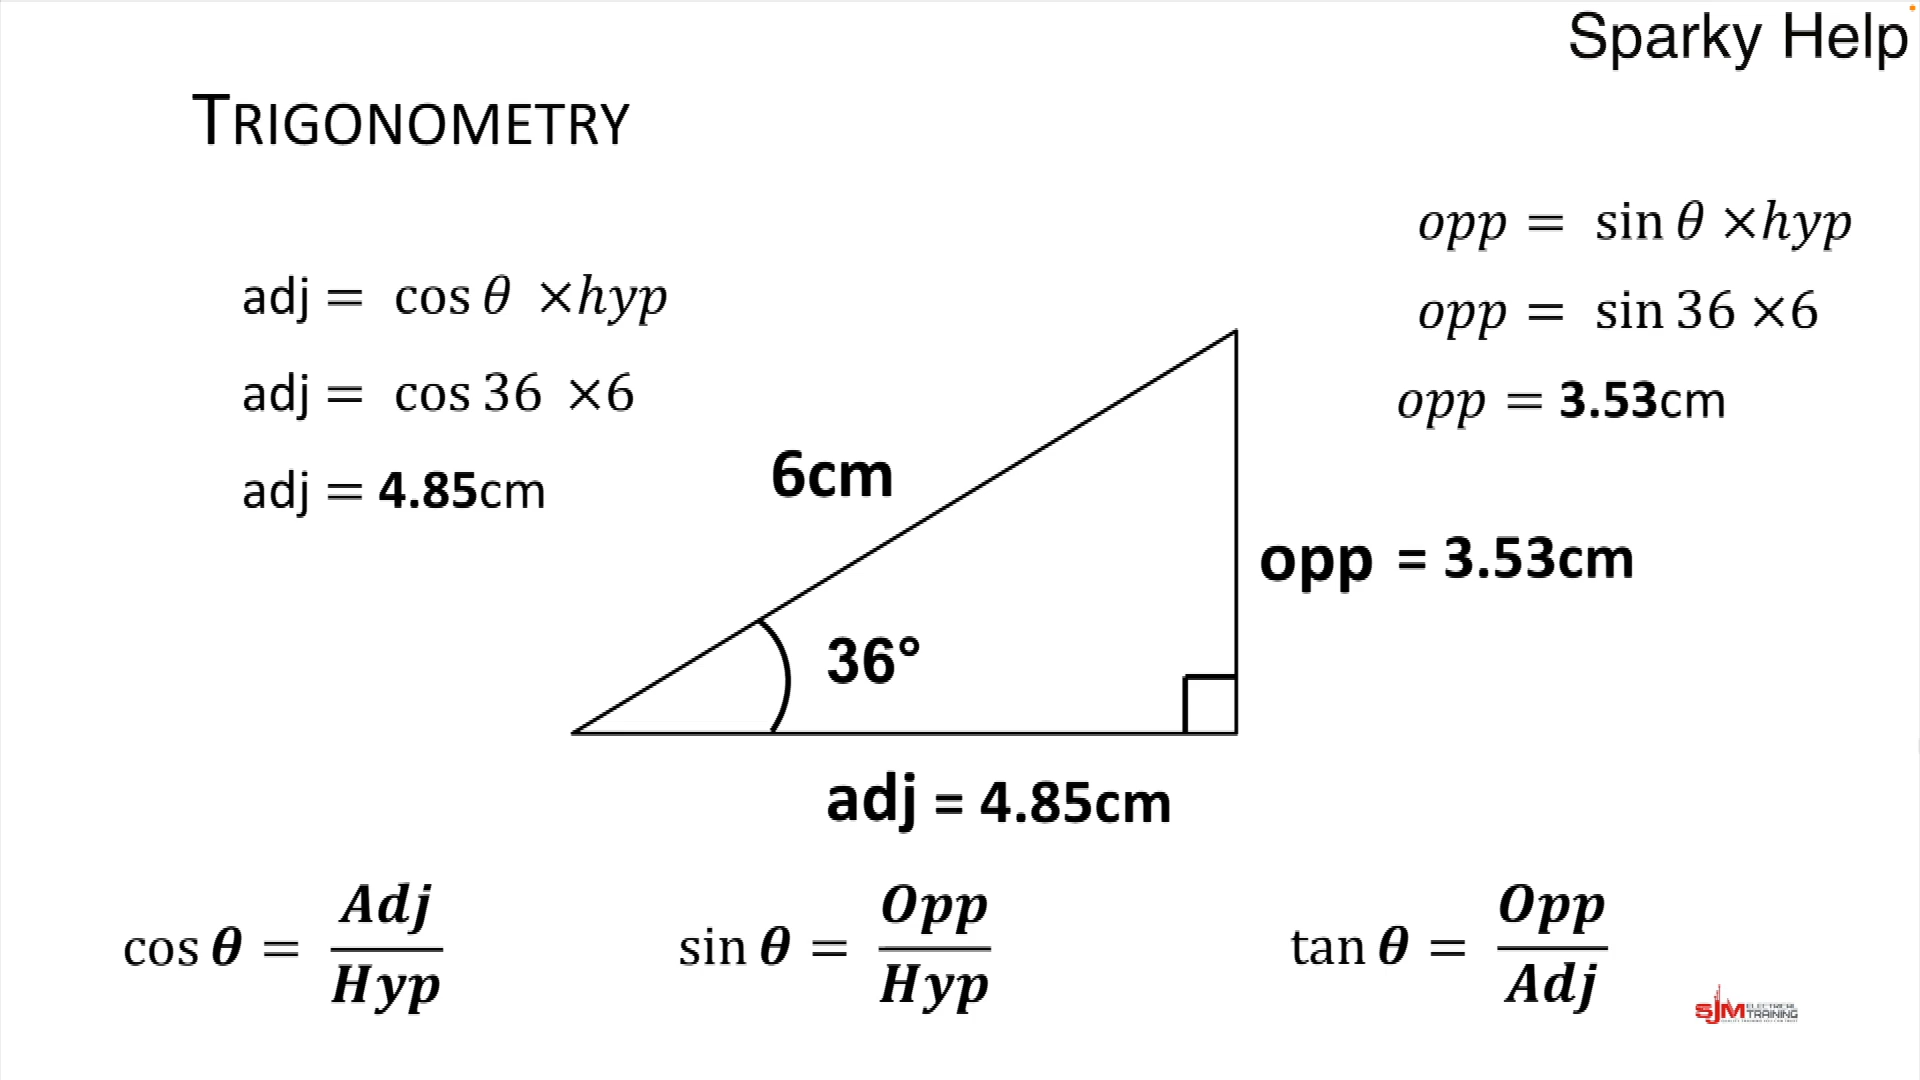 Sparky Help
TRIGONOMETRY
adj = cos θ ×hyp
adj = cos 36 ×6
adj = 4.85cm
opp = sin θ ×hyp
opp = sin 36 ×6
opp = 3.53cm
6cm
opp = 3.53cm
36°
adj = 4.85cm
cos θ = Adj/Hyp
sin θ = Opp/Hyp
tan θ = Opp/Adj
SJM ELECTRICAL TRAINING